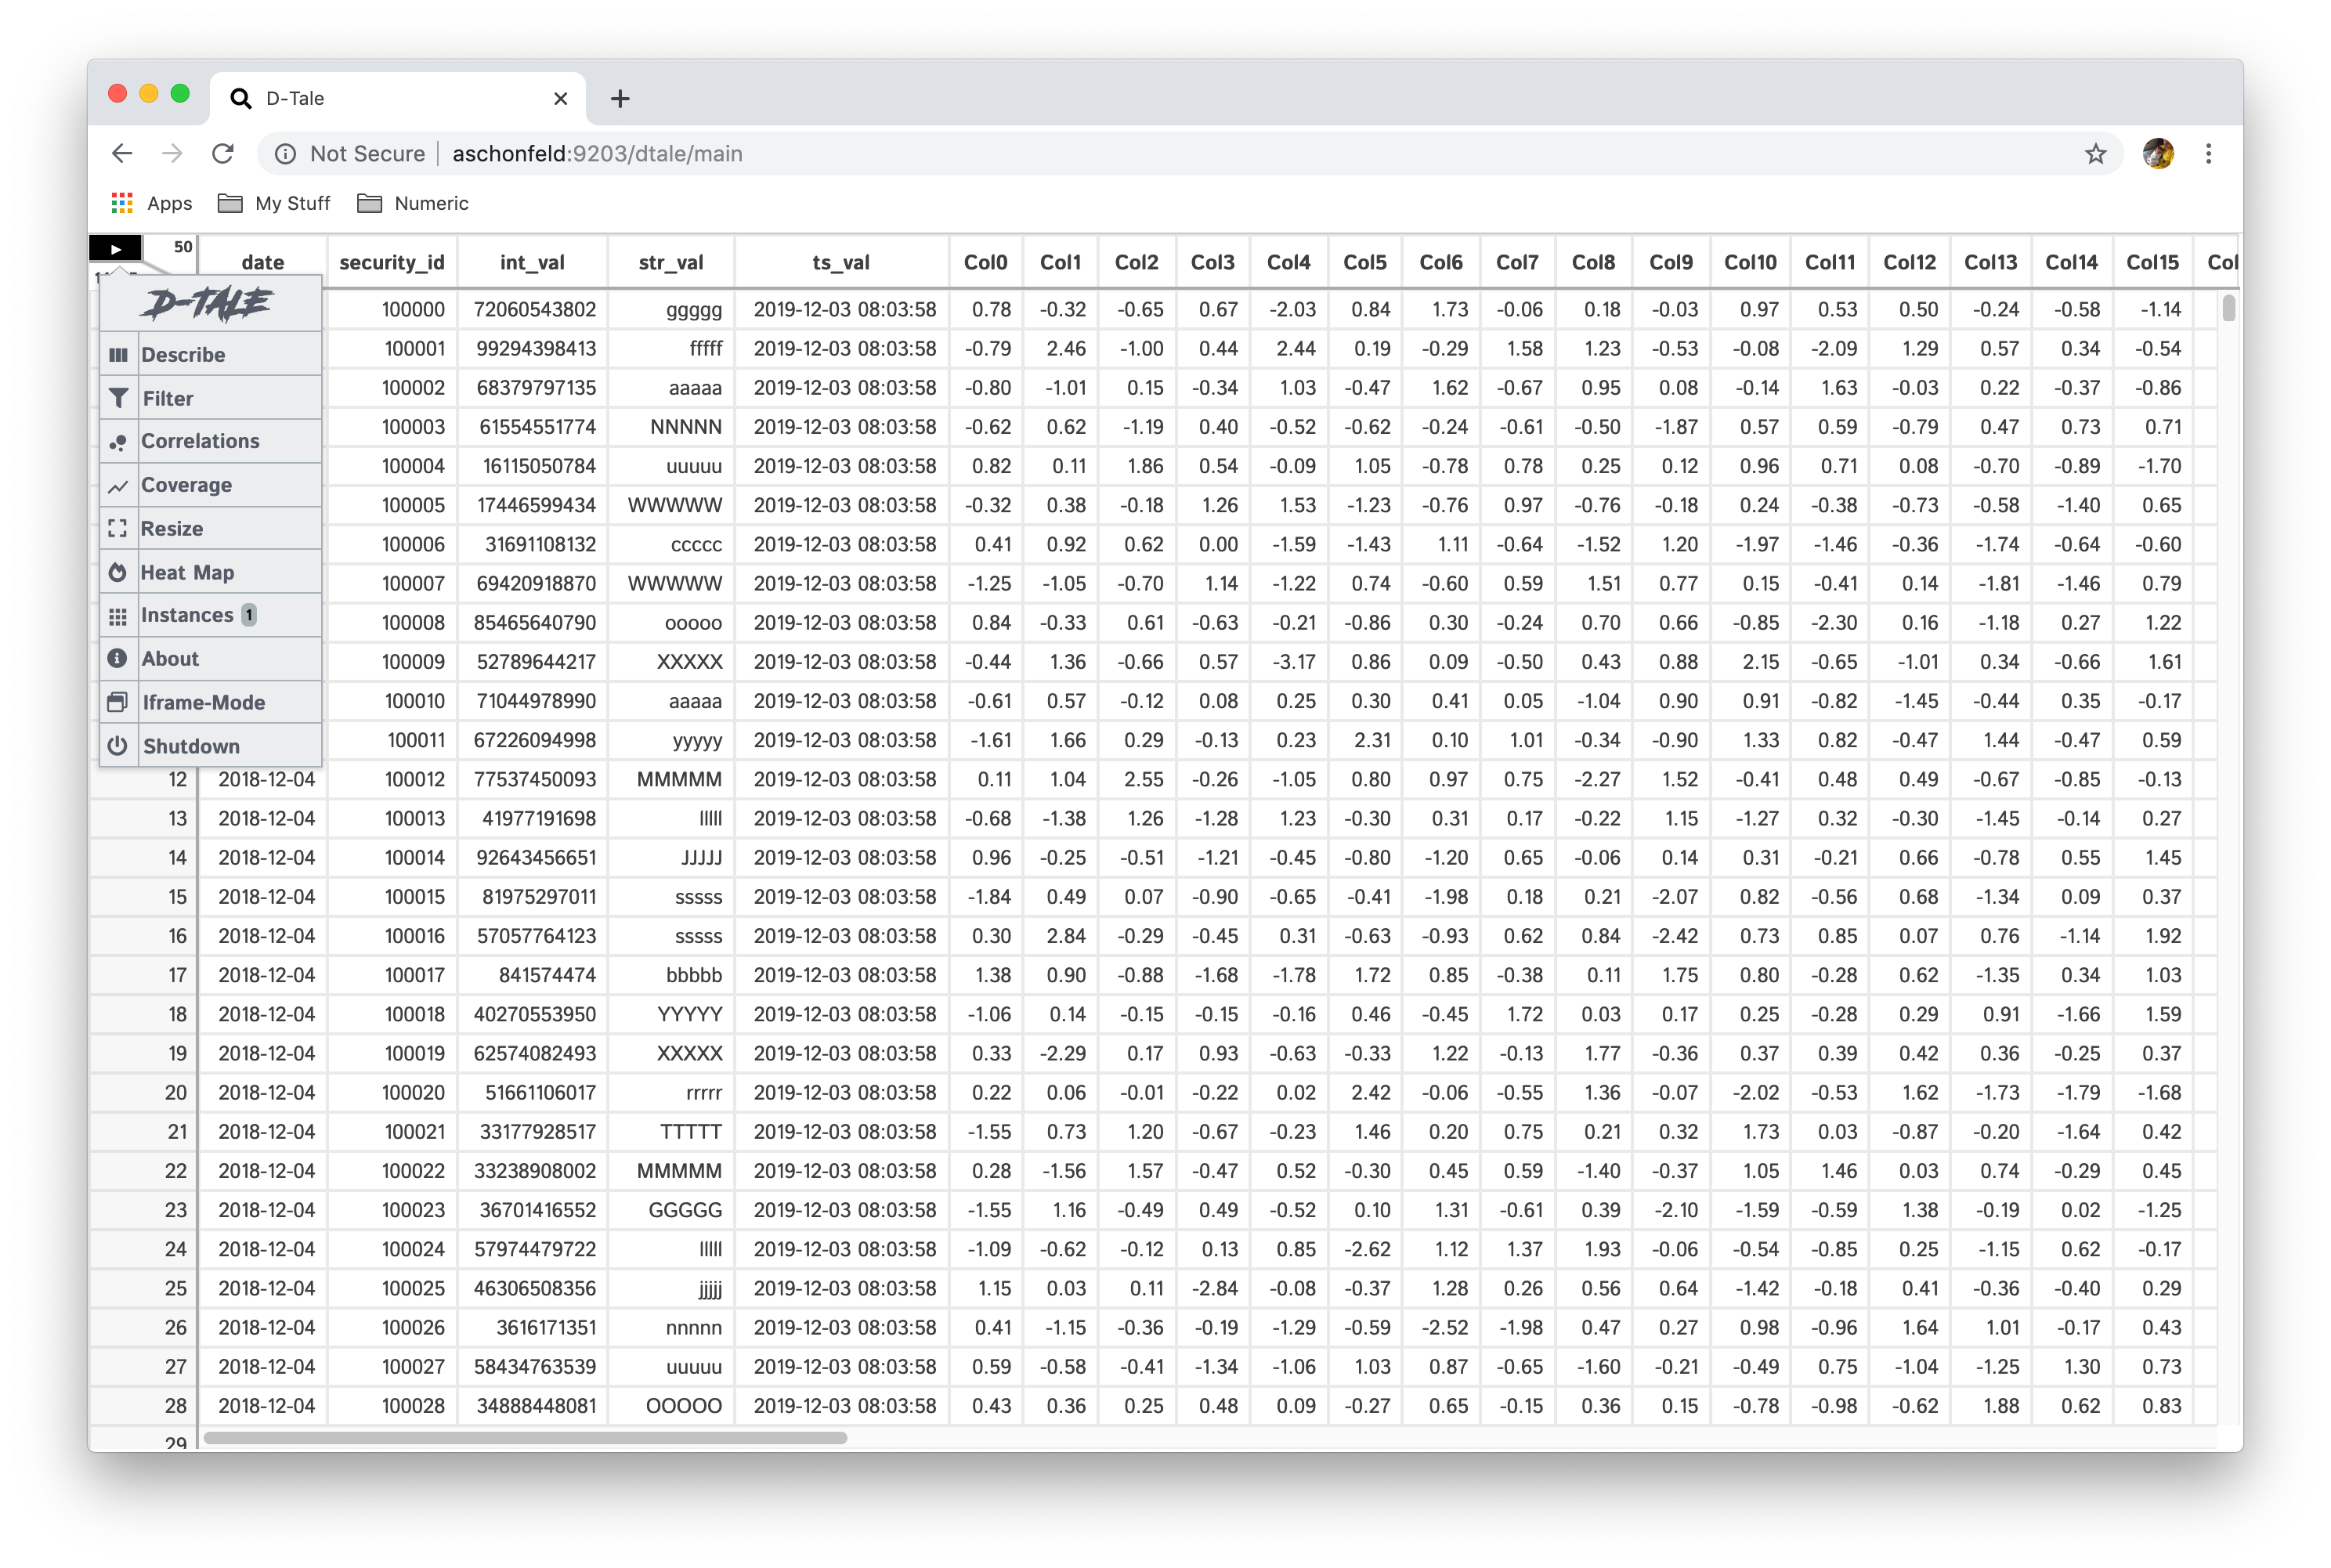 D-Tale
Not Secure aschonfeld:9203/dtale/main
Apps My Stuff Numeric
50 date security_id int_val str_val ts_val Col0 Col1 Col2 Col3 Col4 Col5 Col6 Col7 Col8 Col9 Col10 Col11 Col12 Col13 Col14 Col15 Col
D-TALE
Describe
Filter
Correlations
Coverage
Resize
Heat Map
Instances 1
About
Iframe-Mode
Shutdown
100000 72060543802 ggggg 2019-12-03 08:03:58 0.78 -0.32 -0.65 0.67 -2.03 0.84 1.73 -0.06 0.18 -0.03 0.97 0.53 0.50 -0.24 -0.58 -1.14
100001 99294398413 fffff 2019-12-03 08:03:58 -0.79 2.46 -1.00 0.44 2.44 0.19 -0.29 1.58 1.23 -0.53 -0.08 -2.09 1.29 0.57 0.34 -0.54
100002 68379797135 aaaaa 2019-12-03 08:03:58 -0.80 -1.01 0.15 -0.34 1.03 -0.47 1.62 -0.67 0.95 0.08 -0.14 1.63 -0.03 0.22 -0.37 -0.86
100003 61554551774 NNNNN 2019-12-03 08:03:58 -0.62 0.62 -1.19 0.40 -0.52 -0.62 -0.24 -0.61 -0.50 -1.87 0.57 0.59 -0.79 0.47 0.73 0.71
100004 16115050784 uuuuu 2019-12-03 08:03:58 0.82 0.11 1.86 0.54 -0.09 1.05 -0.78 0.78 0.25 0.12 0.96 0.71 0.08 -0.70 -0.89 -1.70
100005 17446599434 WWWWW 2019-12-03 08:03:58 -0.32 0.38 -0.18 1.26 1.53 -1.23 -0.76 0.97 -0.76 -0.18 0.24 -0.38 -0.73 -0.58 -1.40 0.65
100006 31691108132 ccccc 2019-12-03 08:03:58 0.41 0.92 0.62 0.00 -1.59 -1.43 1.11 -0.64 -1.52 1.20 -1.97 -1.46 -0.36 -1.74 -0.64 -0.60
100007 69420918870 WWWWW 2019-12-03 08:03:58 -1.25 -1.05 -0.70 1.14 -1.22 0.74 -0.60 0.59 1.51 0.77 0.15 -0.41 0.14 -1.81 -1.46 0.79
100008 85465640790 ooooo 2019-12-03 08:03:58 0.84 -0.33 0.61 -0.63 -0.21 -0.86 0.30 -0.24 0.70 0.66 -0.85 -2.30 0.16 -1.18 0.27 1.22
100009 52789644217 XXXXX 2019-12-03 08:03:58 -0.44 1.36 -0.66 0.57 -3.17 0.86 0.09 -0.50 0.43 0.88 2.15 -0.65 -1.01 0.34 -0.66 1.61
100010 71044978990 aaaaa 2019-12-03 08:03:58 -0.61 0.57 -0.12 0.08 0.25 0.30 0.41 0.05 -1.04 0.90 0.91 -0.82 -1.45 -0.44 0.35 -0.17
100011 67226094998 yyyyy 2019-12-03 08:03:58 -1.61 1.66 0.29 -0.13 0.23 2.31 0.10 1.01 -0.34 -0.90 1.33 0.82 -0.47 1.44 -0.47 0.59
12 2018-12-04 100012 77537450093 MMMMM 2019-12-03 08:03:58 0.11 1.04 2.55 -0.26 -1.05 0.80 0.97 0.75 -2.27 1.52 -0.41 0.48 0.49 -0.67 -0.85 -0.13
13 2018-12-04 100013 41977191698 lllll 2019-12-03 08:03:58 -0.68 -1.38 1.26 -1.28 1.23 -0.30 0.31 0.17 -0.22 1.15 -1.27 0.32 -0.30 -1.45 -0.14 0.27
14 2018-12-04 100014 92643456651 JJJJJ 2019-12-03 08:03:58 0.96 -0.25 -0.51 -1.21 -0.45 -0.80 -1.20 0.65 -0.06 0.14 0.31 -0.21 0.66 -0.78 0.55 1.45
15 2018-12-04 100015 81975297011 sssss 2019-12-03 08:03:58 -1.84 0.49 0.07 -0.90 -0.65 -0.41 -1.98 0.18 0.21 -2.07 0.82 -0.56 0.68 -1.34 0.09 0.37
16 2018-12-04 100016 57057764123 sssss 2019-12-03 08:03:58 0.30 2.84 -0.29 -0.45 0.31 -0.63 -0.93 0.62 0.84 -2.42 0.73 0.85 0.07 0.76 -1.14 1.92
17 2018-12-04 100017 841574474 bbbbb 2019-12-03 08:03:58 1.38 0.90 -0.88 -1.68 -1.78 1.72 0.85 -0.38 0.11 1.75 0.80 -0.28 0.62 -1.35 0.34 1.03
18 2018-12-04 100018 40270553950 YYYYY 2019-12-03 08:03:58 -1.06 0.14 -0.15 -0.15 -0.16 0.46 -0.45 1.72 0.03 0.17 0.25 -0.28 0.29 0.91 -1.66 1.59
19 2018-12-04 100019 62574082493 XXXXX 2019-12-03 08:03:58 0.33 -2.29 0.17 0.93 -0.63 -0.33 1.22 -0.13 1.77 -0.36 0.37 0.39 0.42 0.36 -0.25 0.37
20 2018-12-04 100020 51661106017 rrrrr 2019-12-03 08:03:58 0.22 0.06 -0.01 -0.22 0.02 2.42 -0.06 -0.55 1.36 -0.07 -2.02 -0.53 1.62 -1.73 -1.79 -1.68
21 2018-12-04 100021 33177928517 TTTTT 2019-12-03 08:03:58 -1.55 0.73 1.20 -0.67 -0.23 1.46 0.20 0.75 0.21 0.32 1.73 0.03 -0.87 -0.20 -1.64 0.42
22 2018-12-04 100022 33238908002 MMMMM 2019-12-03 08:03:58 0.28 -1.56 1.57 -0.47 0.52 -0.30 0.45 0.59 -1.40 -0.37 1.05 1.46 0.03 0.74 -0.29 0.45
23 2018-12-04 100023 36701416552 GGGGG 2019-12-03 08:03:58 -1.55 1.16 -0.49 0.49 -0.52 0.10 1.31 -0.61 0.39 -2.10 -1.59 -0.59 1.38 -0.19 0.02 -1.25
24 2018-12-04 100024 57974479722 lllll 2019-12-03 08:03:58 -1.09 -0.62 -0.12 0.13 0.85 -2.62 1.12 1.37 1.93 -0.06 -0.54 -0.85 0.25 -1.15 0.62 -0.17
25 2018-12-04 100025 46306508356 jjjjj 2019-12-03 08:03:58 1.15 0.03 0.11 -2.84 -0.08 -0.37 1.28 0.26 0.56 0.64 -1.42 -0.18 0.41 -0.36 -0.40 0.29
26 2018-12-04 100026 3616171351 nnnnn 2019-12-03 08:03:58 0.41 -1.15 -0.36 -0.19 -1.29 -0.59 -2.52 -1.98 0.47 0.27 0.98 -0.96 1.64 1.01 -0.17 0.43
27 2018-12-04 100027 58434763539 uuuuu 2019-12-03 08:03:58 0.59 -0.58 -0.41 -1.34 -1.06 1.03 0.87 -0.65 -1.60 -0.21 -0.49 0.75 -1.04 -1.25 1.30 0.73
28 2018-12-04 100028 34888448081 OOOOO 2019-12-03 08:03:58 0.43 0.36 0.25 0.48 0.09 -0.27 0.65 -0.15 0.36 0.15 -0.78 -0.98 -0.62 1.88 0.62 0.83
29